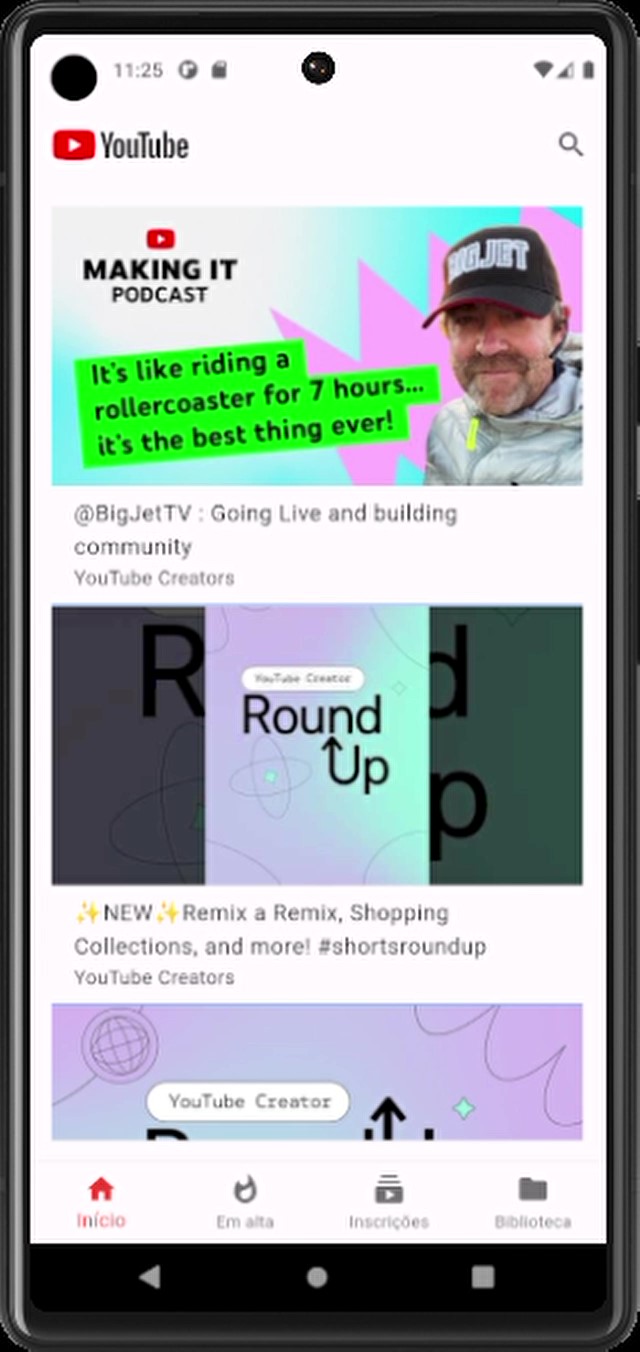 11:25
YouTube
MAKING IT
PODCAST
BIGJET
It's like riding a
rollercoaster for 7 hours...
it's the best thing ever!
@BigJetTV : Going Live and building
community
YouTube Creators
YouTube Creator
Round
Up
✨NEW✨Remix a Remix, Shopping
Collections, and more! #shortsroundup
YouTube Creators
YouTube Creator
Início
Em alta
Inscrições
Biblioteca